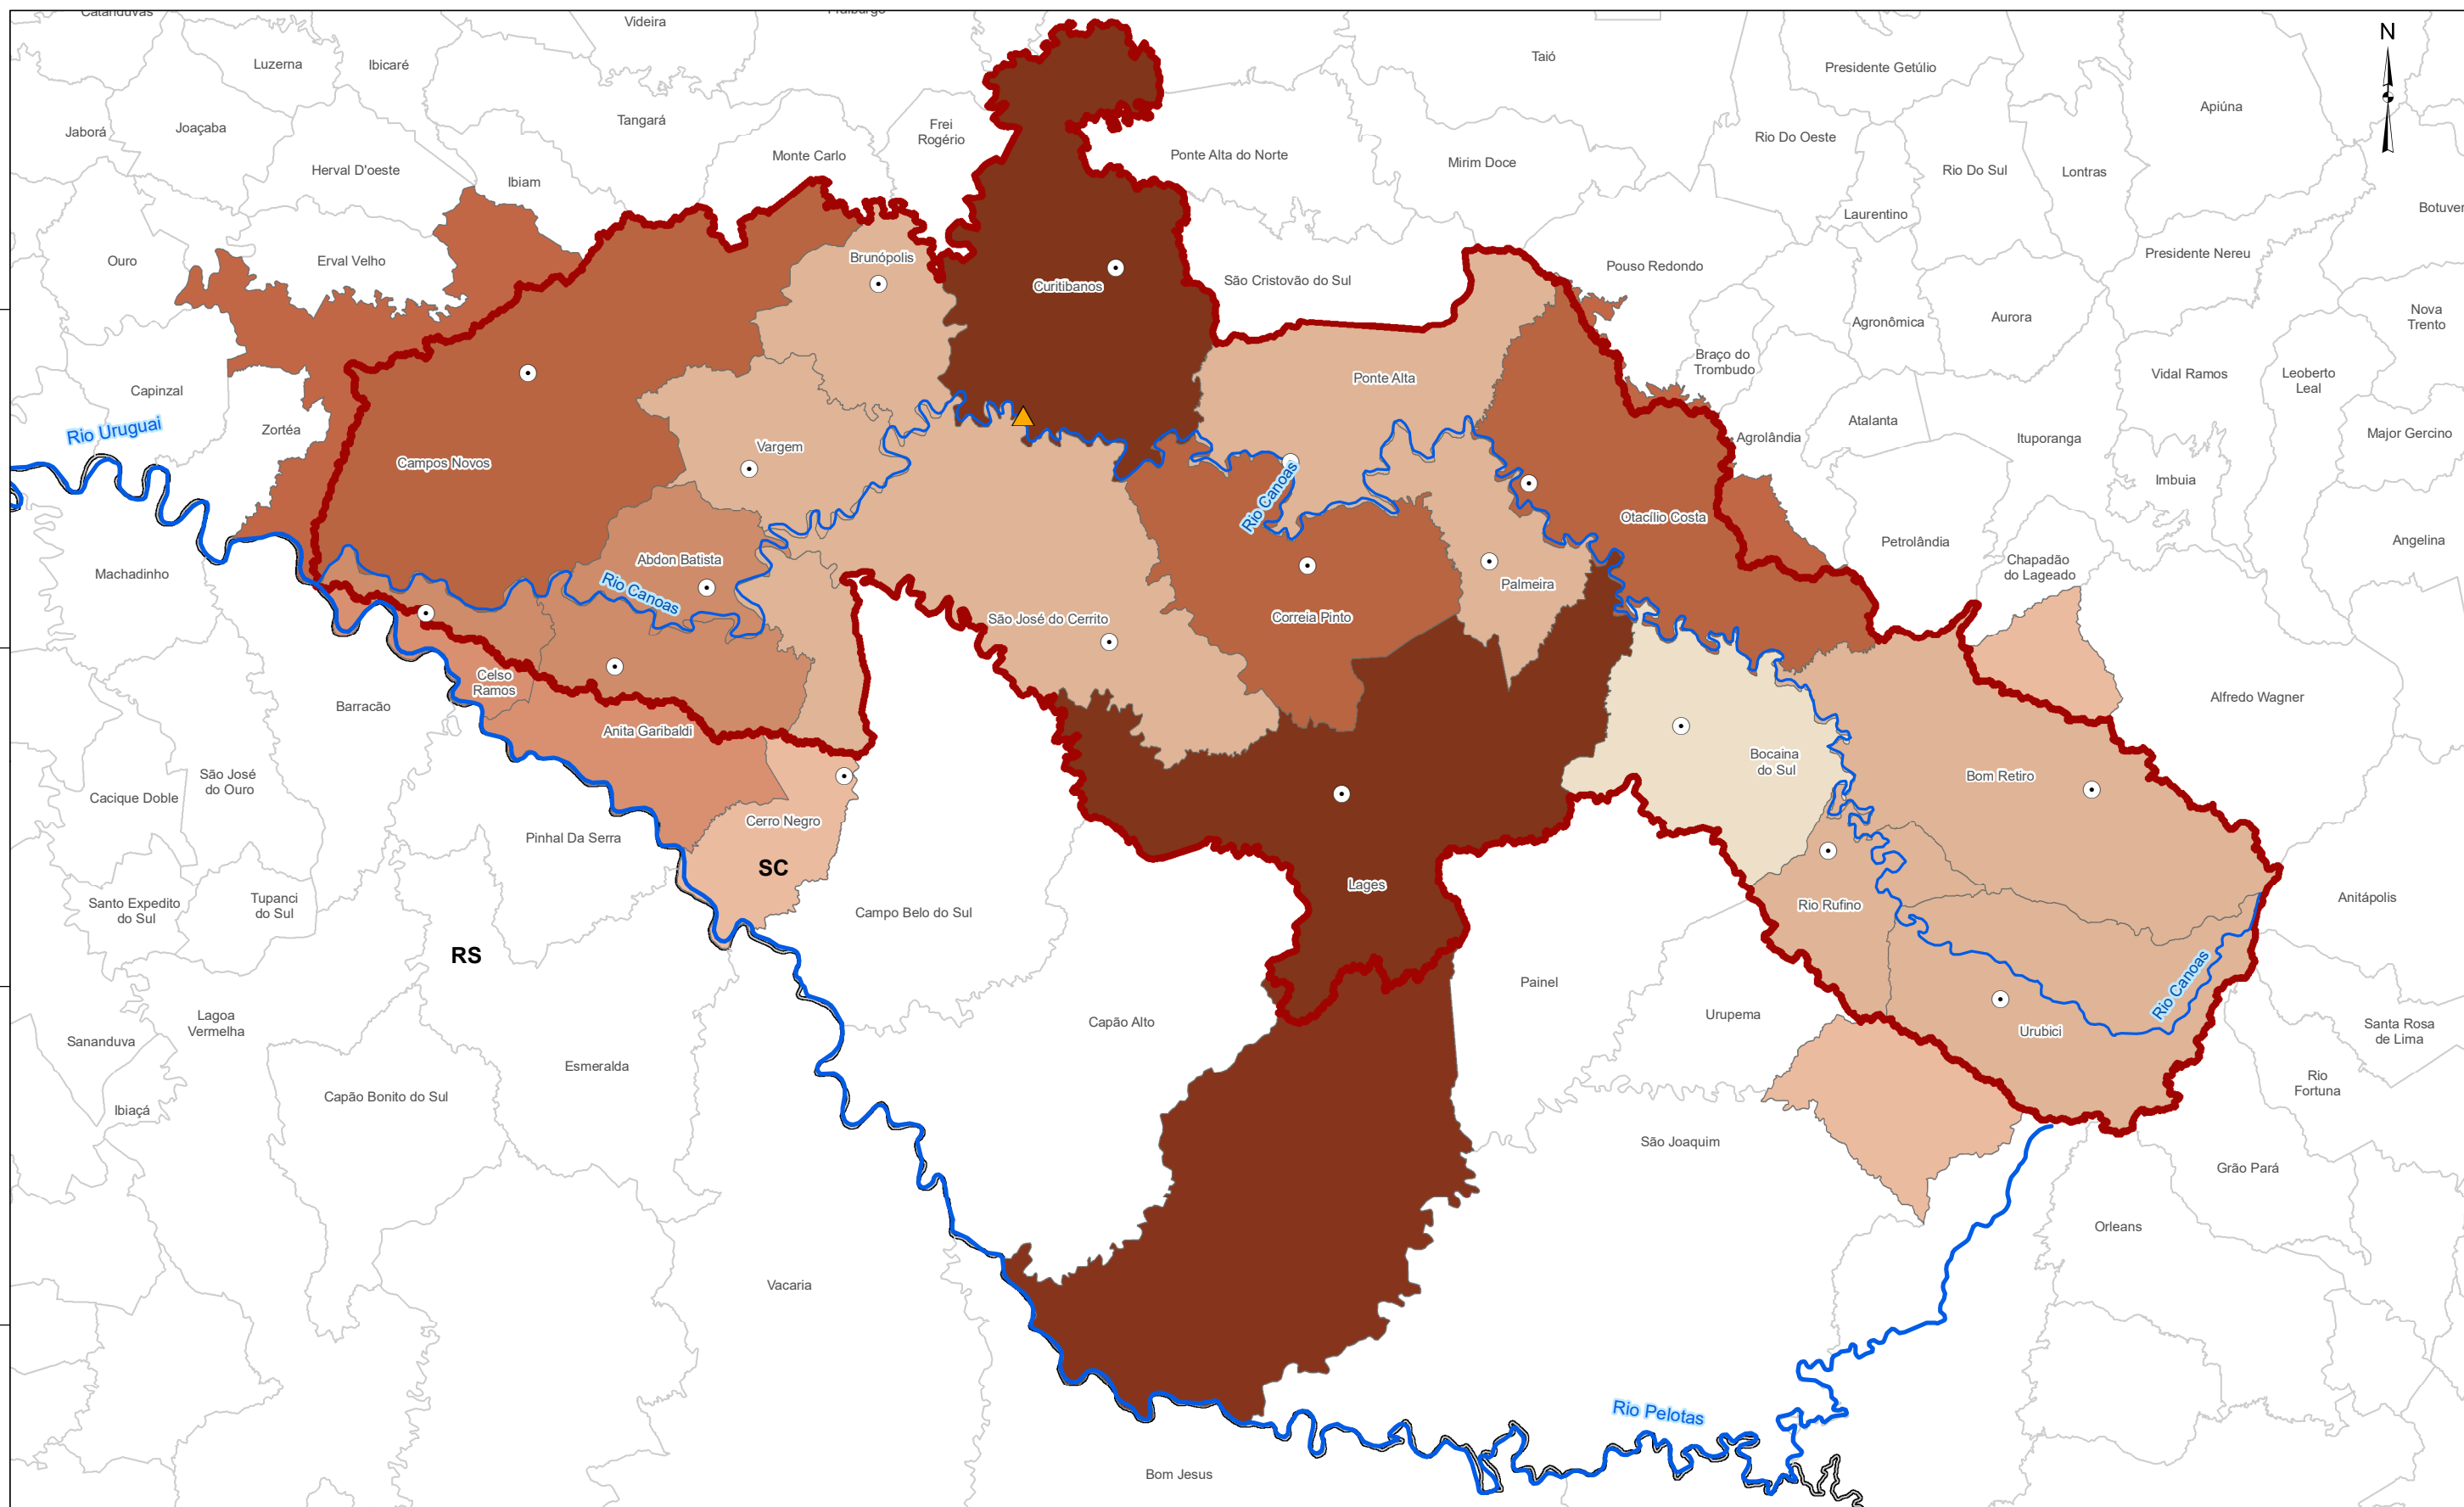 Catanduvas
Videira
Fraiburgo
N
Luzerna
Ibicaré
Taió
Presidente Getúlio
Apiúna
Jaborá
Joaçaba
Tangará
Frei
Rogério
Rio Do Oeste
Monte Carlo
Ponte Alta do Norte
Mirim Doce
Herval D'oeste
Ibiam
Rio Do Sul
Lontras
Laurentino
Botuver
Ouro
Erval Velho
Brunópolis
Curitibanos
São Cristovão do Sul
Pouso Redondo
Presidente Nereu
Agronômica
Aurora
Nova
Trento
Capinzal
Ponte Alta
Braço do
Trombudo
Vidal Ramos
Leoberto
Leal
Rio Uruguai
Zortéa
Campos Novos
Vargem
Agrolândia
Atalanta
Ituporanga
Major Gercino
Imbuia
Rio Canoas
Otacílio Costa
Machadinho
Abdon Batista
Rio Canoas
Palmeira
Petrolândia
Chapadão
do Lageado
Angelina
São José do Cerrito
Correia Pinto
Celso
Ramos
Barracão
Anita Garibaldi
Alfredo Wagner
Cacique Doble
São José
do Ouro
Bocaina
do Sul
Bom Retiro
Pinhal Da Serra
Cerro Negro
SC
Lages
Santo Expedito
do Sul
Tupanci
do Sul
Campo Belo do Sul
Rio Rufino
Anitápolis
RS
Painel
Rio Canoas
Lagoa
Vermelha
Capão Alto
Urupema
Urubici
Santa Rosa
de Lima
Sananduva
Esmeralda
Rio
Fortuna
Capão Bonito do Sul
Ibiaçá
São Joaquim
Grão Pará
Orleans
Vacaria
Rio Pelotas
Bom Jesus